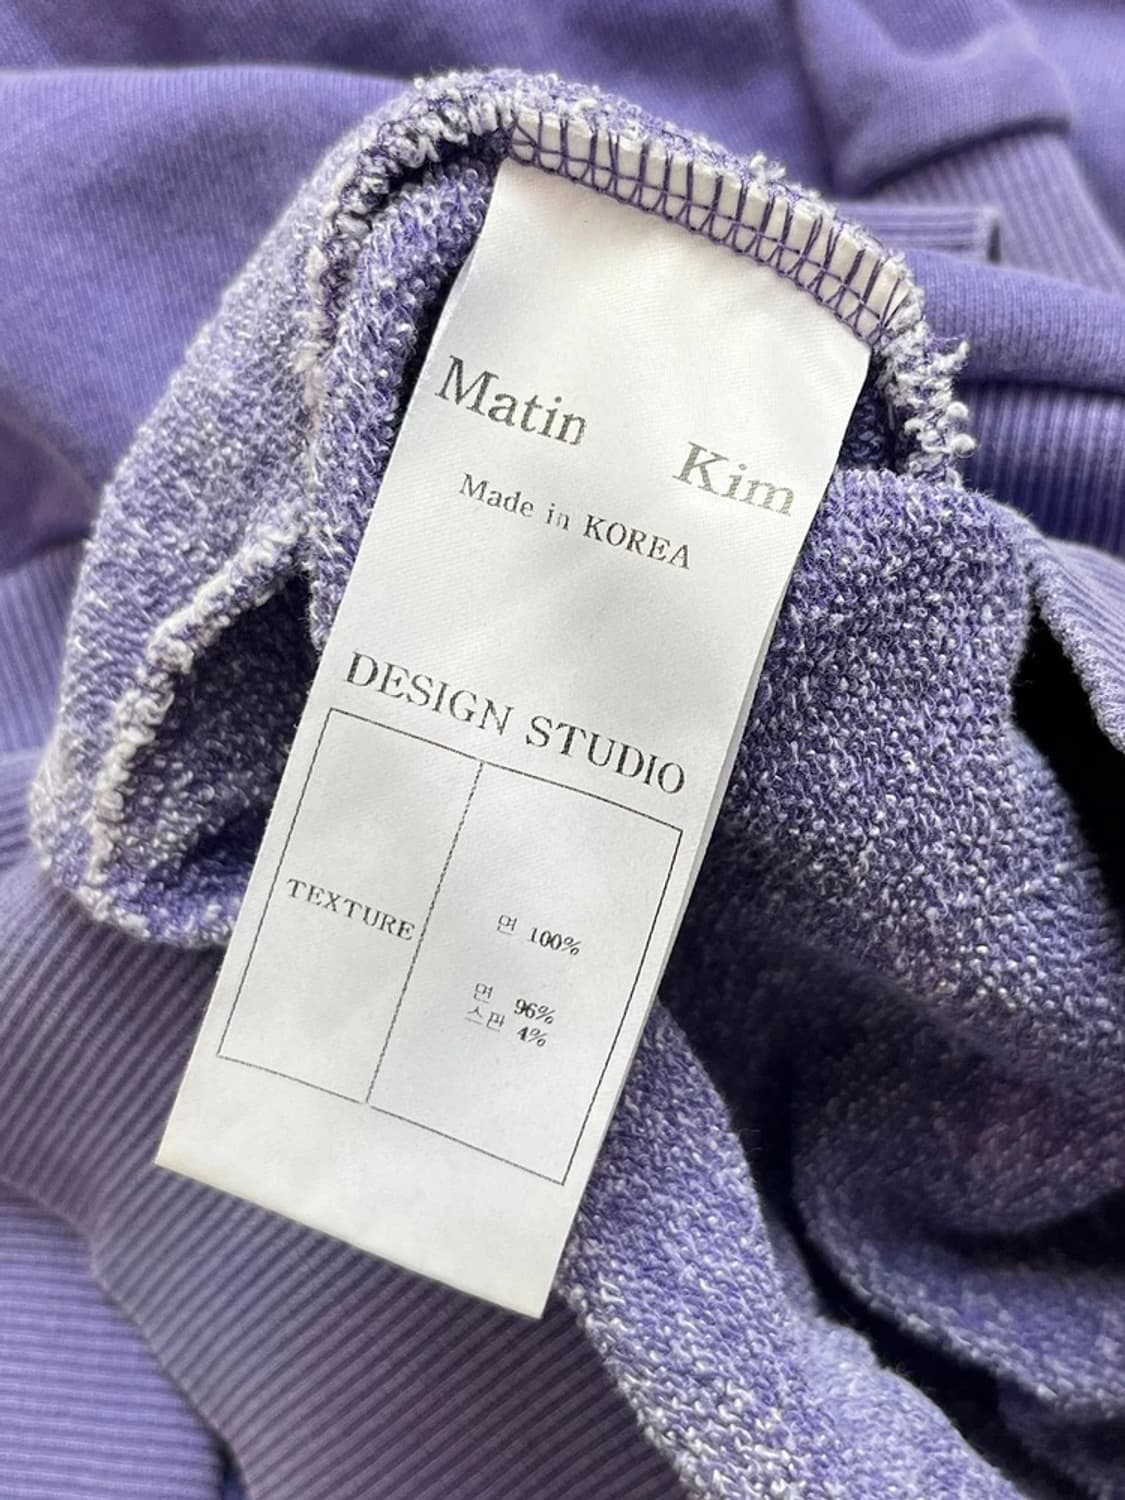 Matin Kim
Made in KOREA
DESIGN STUDIO
TEXTURE
면 100%
면 96%
스판 4%